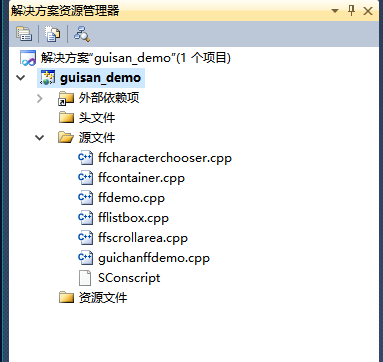 解决方案资源管理器
解决方案“guisan_demo”(1 个项目)
guisan_demo
外部依赖项
头文件
源文件
ffcharacterchooser.cpp
ffcontainer.cpp
ffdemo.cpp
fflistbox.cpp
ffscrollarea.cpp
guichanffdemo.cpp
SConscript
资源文件